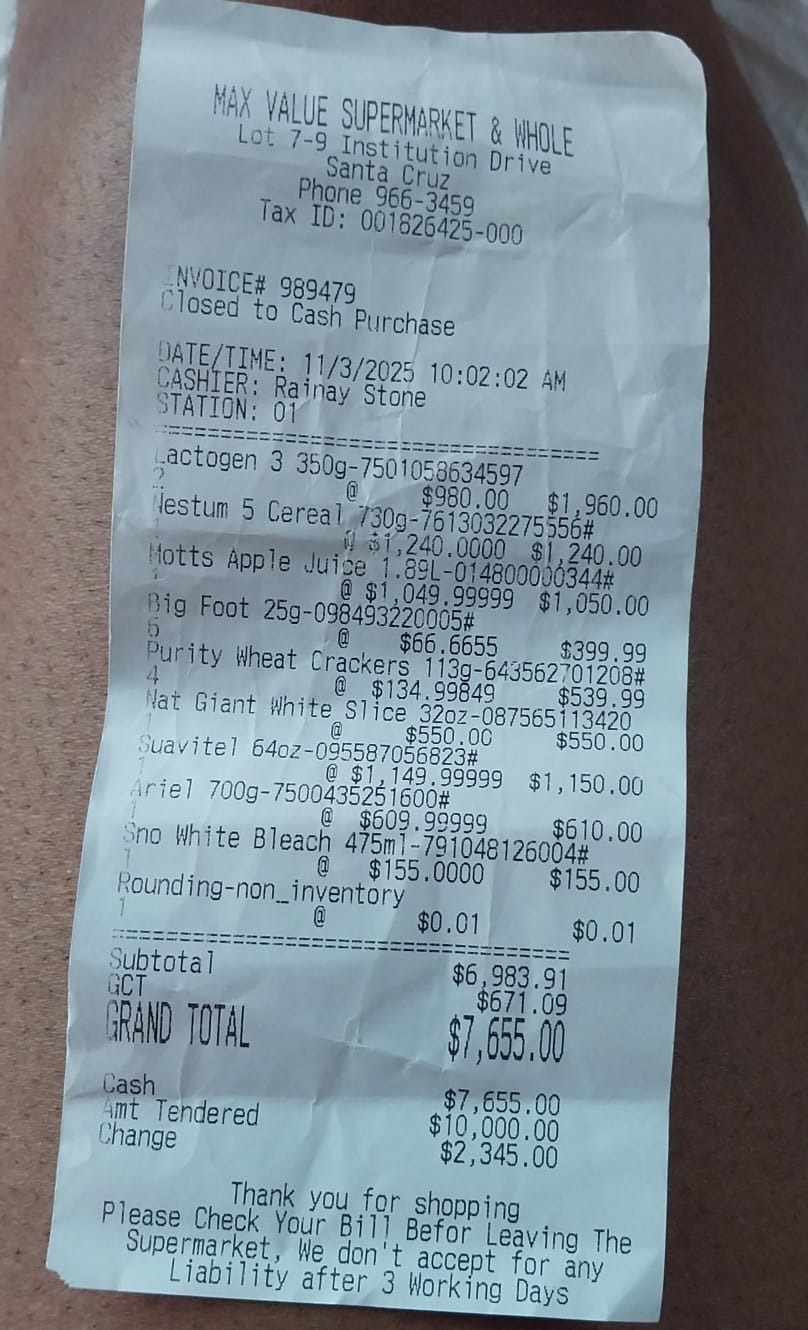 MAX VALUE SUPERMARKET & WHOLE
Lot 7-9 Institution Drive
Santa Cruz
Phone 966-3459
Tax ID: 001826425-000
INVOICE# 989479
Closed to Cash Purchase
DATE/TIME: 11/3/2025 10:02:02 AM
CASHIER: Rainay Stone
STATION: 01
===================================
Lactogen 3 350g-7501058634597
2 @ $980.00 $1,960.00
Nestum 5 Cereal 730g-7613032275556#
1 @ $1,240.0000 $1,240.00
Motts Apple Juice 1.89L-014800000344#
1 @ $1,049.99999 $1,050.00
Big Foot 25g-098493220005#
6 @ $66.6655 $399.99
Purity Wheat Crackers 113g-643562701208#
4 @ $134.99849 $539.99
Nat Giant White Slice 32oz-087565113420
1 @ $550.00 $550.00
Suavitel 64oz-095587056823#
1 @ $1,149.99999 $1,150.00
Ariel 700g-7500435251600#
1 @ $609.99999 $610.00
Sno White Bleach 475ml-791048126004#
1 @ $155.0000 $155.00
Rounding-non_inventory
1 @ $0.01 $0.01
===================================
Subtotal $6,983.91
GCT $671.09
GRAND TOTAL $7,655.00
Cash $7,655.00
Amt Tendered $10,000.00
Change $2,345.00
Thank you for shopping
Please Check Your Bill Befor Leaving The
Supermarket, We don't accept for any
Liability after 3 Working Days